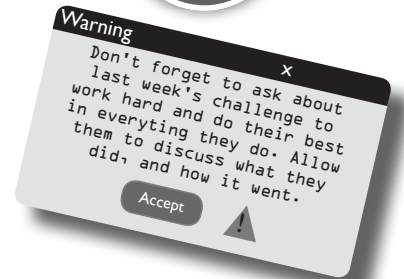 Warning
x
Don't forget to ask about
last week's challenge to
work hard and do their best
in everyting they do. Allow
them to discuss what they
did, and how it went.
Accept
!